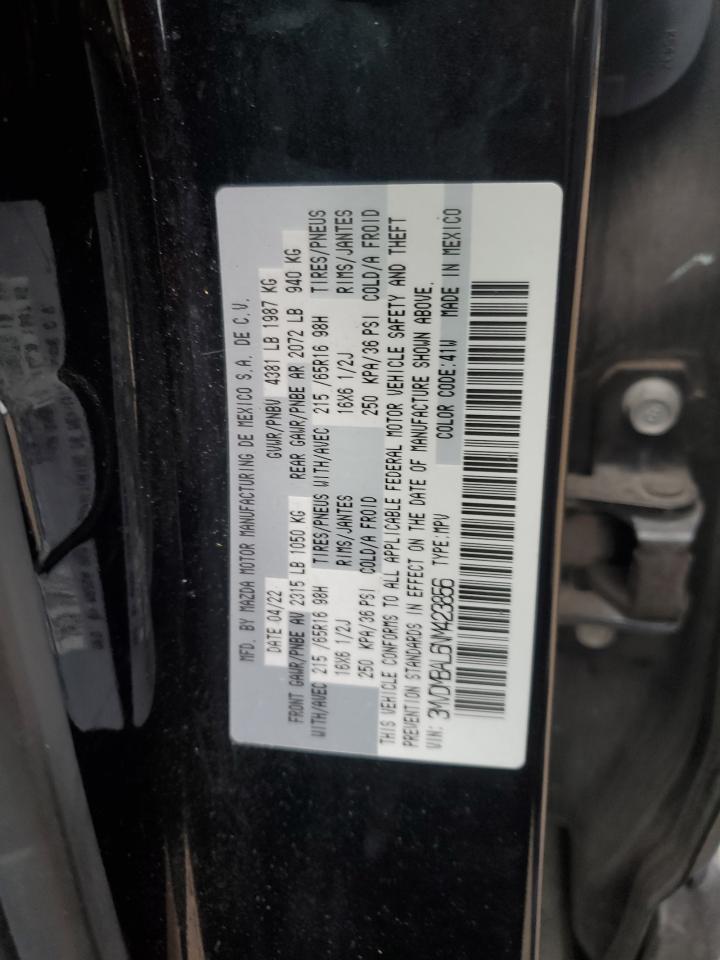 MFD. BY MAZDA MOTOR MANUFACTURING DE MEXICO S.A. DE C.V.
DATE 04/22 GVWR/PNBV 4381 LB 1987 KG
FRONT GAWR/PNBE AV 2315 LB 1050 KG REAR GAWR/PNBE AR 2072 LB 940 KG
WITH/AVEC 215 /65R16 98H TIRES/PNEUS WITH/AVEC 215 /65R16 98H TIRES/PNEUS
16X6 1/2J RIMS/JANTES 16X6 1/2J RIMS/JANTES
250 KPA/36 PSI COLD/A FROID 250 KPA/36 PSI COLD/A FROID
THIS VEHICLE CONFORMS TO ALL APPLICABLE FEDERAL MOTOR VEHICLE SAFETY AND THEFT
PREVENTION STANDARDS IN EFFECT ON THE DATE OF MANUFACTURE SHOWN ABOVE.
VIN: 3MVDMBAL6NM423856 TYPE:MPV COLOR CODE:41W MADE IN MEXICO